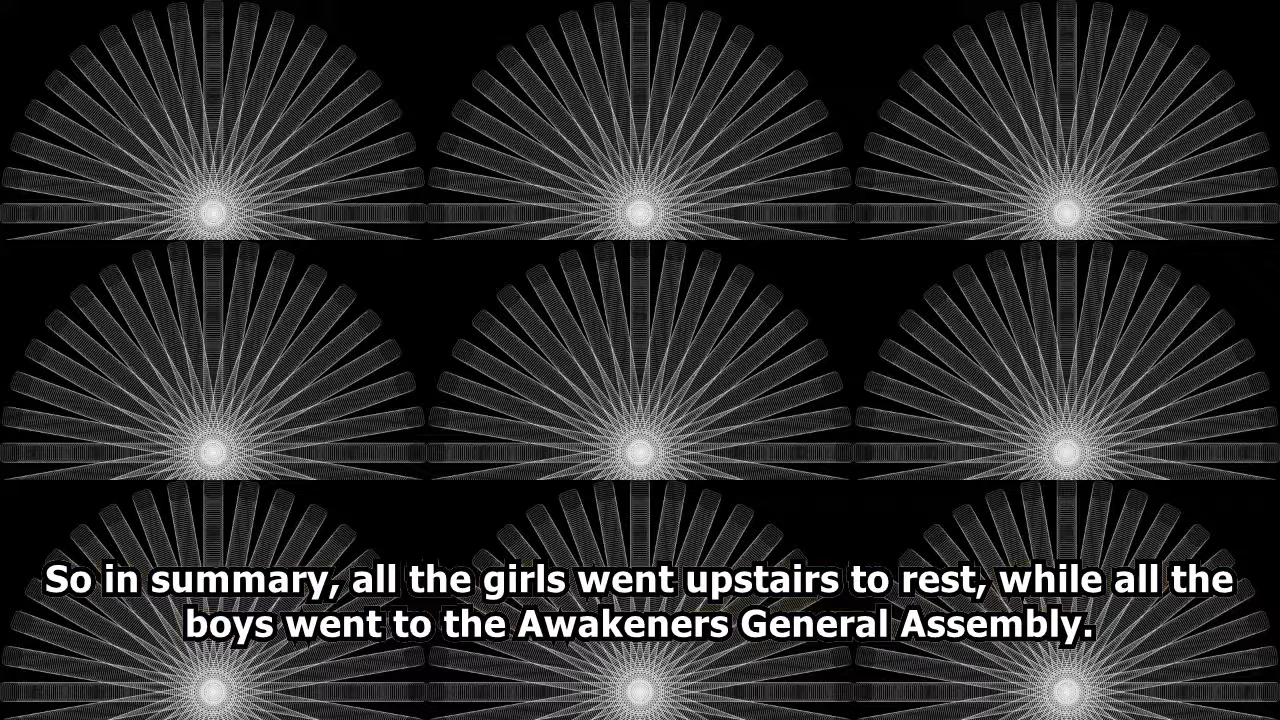 So in summary, all the girls went upstairs to rest, while all the
boys went to the Awakeners General Assembly.